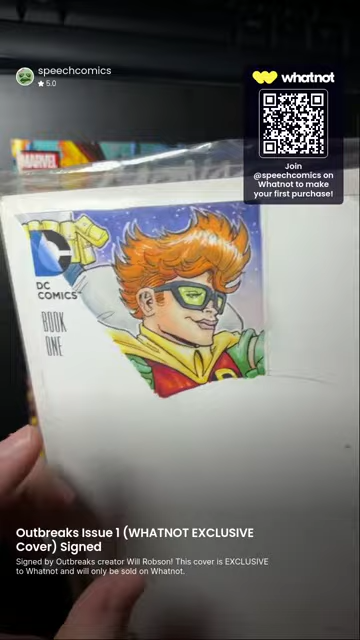 speechcomics
★ 5.0
whatnot
Join
@speechcomics on
Whatnot to make
your first purchase!
MARVEL
DC
COMICS™
BOOK
ONE
R
Outbreaks Issue 1 (WHATNOT EXCLUSIVE
Cover) Signed
Signed by Outbreaks creator Will Robson! This cover is EXCLUSIVE
to Whatnot and will only be sold on Whatnot.